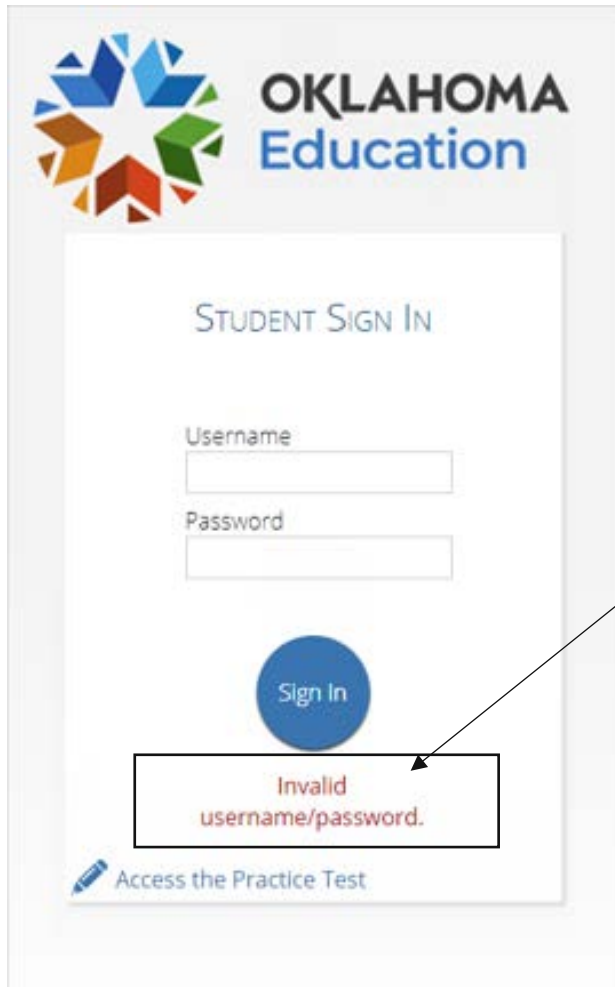 OKLAHOMA
Education
STUDENT SIGN IN
Username
Password
Sign In
Invalid
username/password.
Access the Practice Test